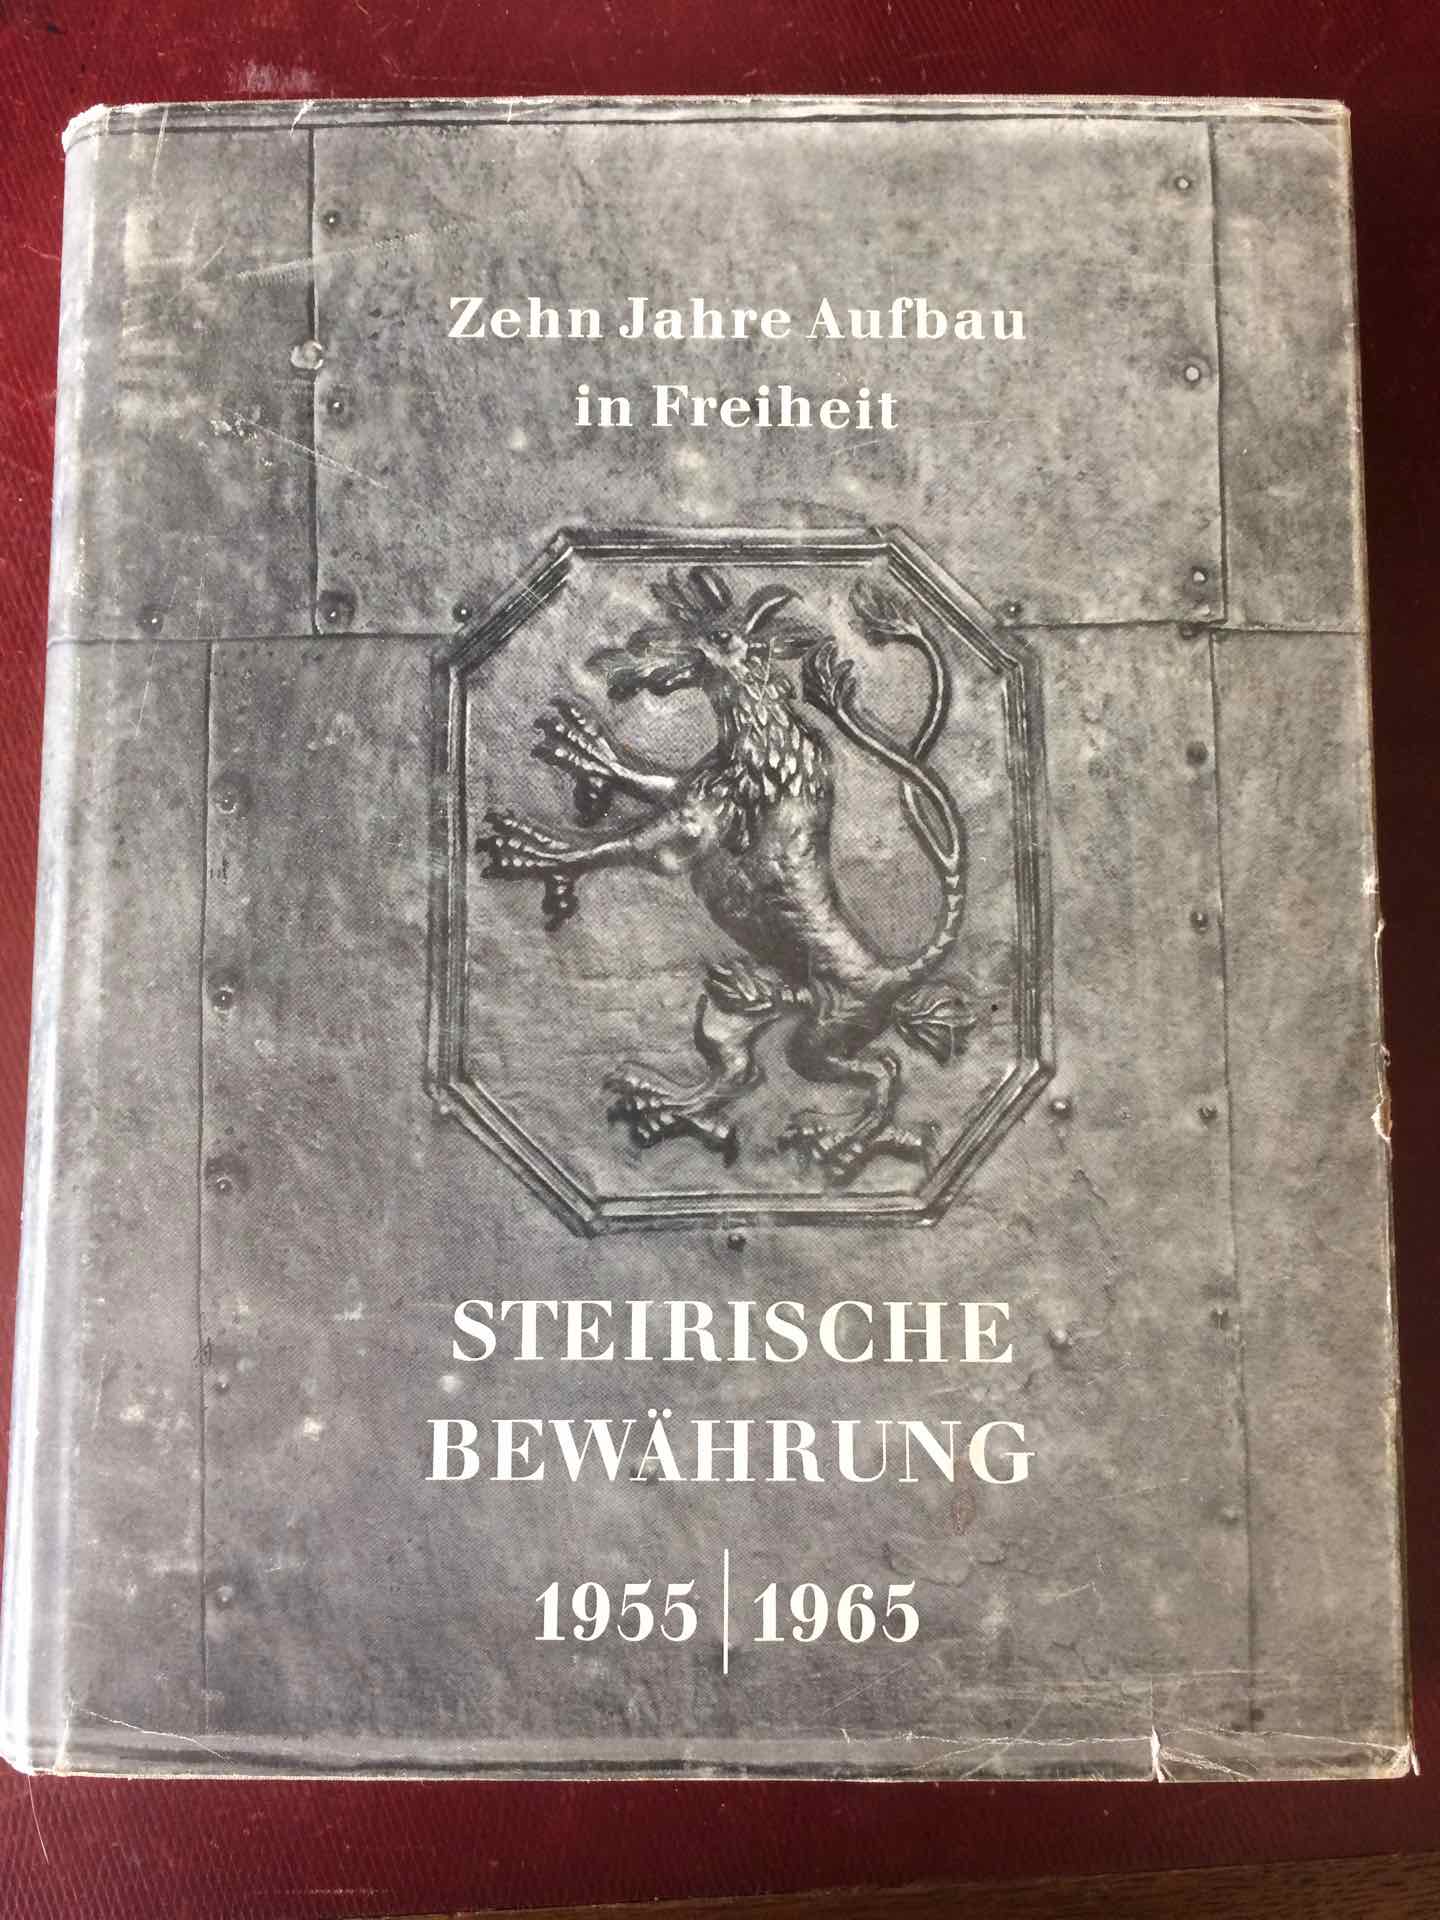 Zehn Jahre Aufbau
in Freiheit
STEIRISCHE
BEWÄHRUNG
1955 | 1965